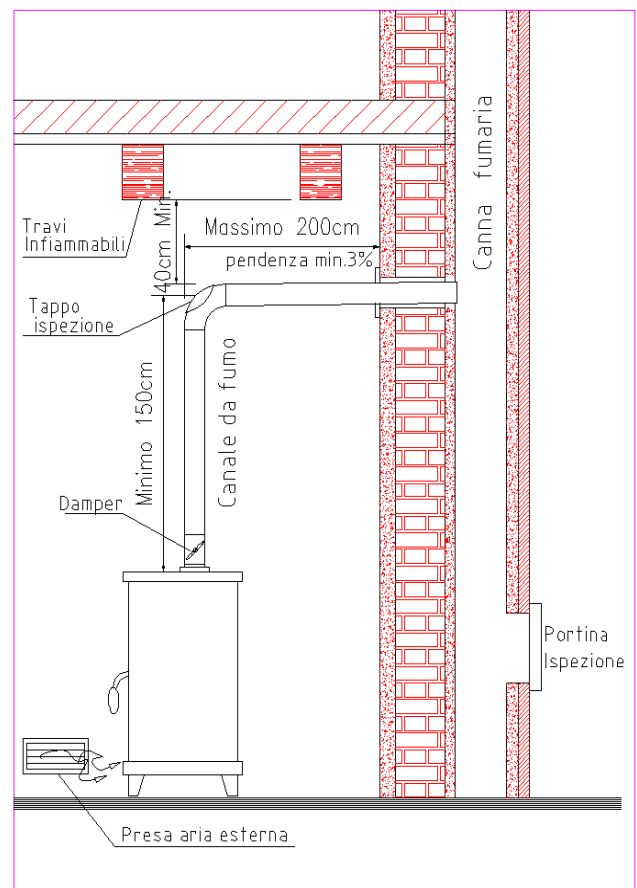 Canna fumaria
Travi
Infiammabili
40cm Min.
Massimo 200cm
pendenza min.3%
Tappo
ispezione
Minimo 150cm
Canale da fumo
Damper
Portina
Ispezione
Presa aria esterna